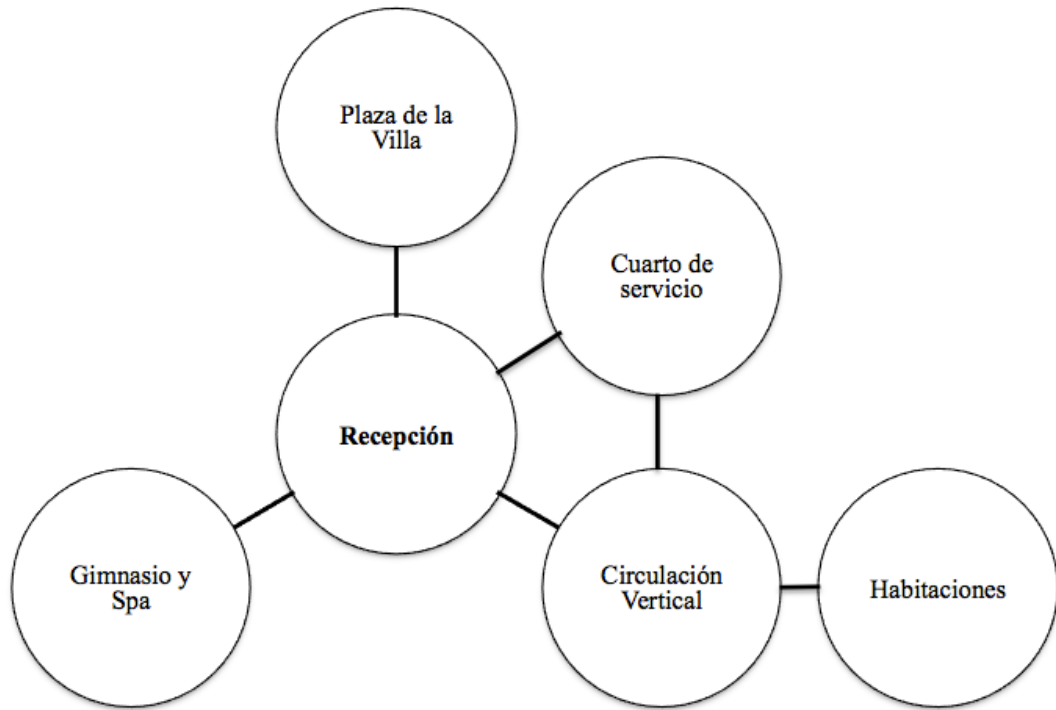 Plaza de la
Villa
Cuarto de
servicio
Recepción
Gimnasio y
Spa
Circulación
Vertical
Habitaciones